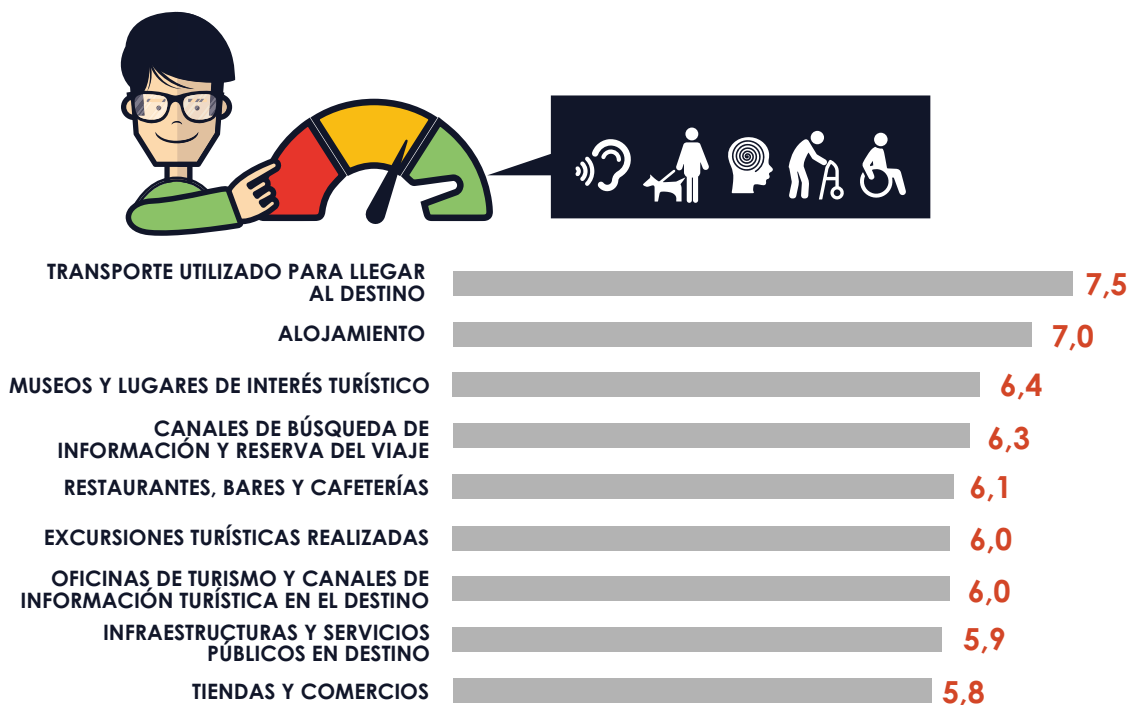 TRANSPORTE UTILIZADO PARA LLEGAR
AL DESTINO
7,5
ALOJAMIENTO
7,0
MUSEOS Y LUGARES DE INTERÉS TURÍSTICO
6,4
CANALES DE BÚSQUEDA DE
INFORMACIÓN Y RESERVA DEL VIAJE
6,3
RESTAURANTES, BARES Y CAFETERÍAS
6,1
EXCURSIONES TURÍSTICAS REALIZADAS
6,0
OFICINAS DE TURISMO Y CANALES DE
INFORMACIÓN TURÍSTICA EN EL DESTINO
6,0
INFRAESTRUCTURAS Y SERVICIOS
PÚBLICOS EN DESTINO
5,9
TIENDAS Y COMERCIOS
5,8